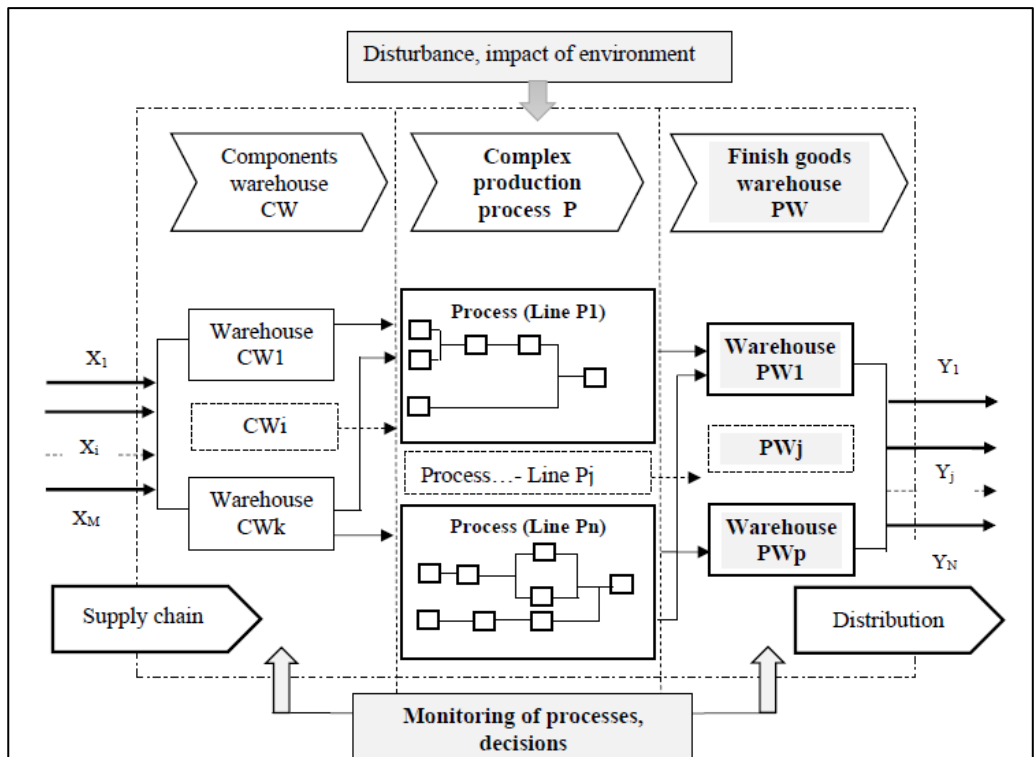 Disturbance, impact of environment
Components
warehouse
CW
Complex
production
process P
Finish goods
warehouse
PW
Process (Line P1)
Warehouse
CW1
Warehouse
PW1
X1
Y1
CWi
PWj
Xi
Process…- Line Pj
Yj
Warehouse
CWk
Process (Line Pn)
Warehouse
PWp
XM
YN
Supply chain
Distribution
Monitoring of processes,
decisions